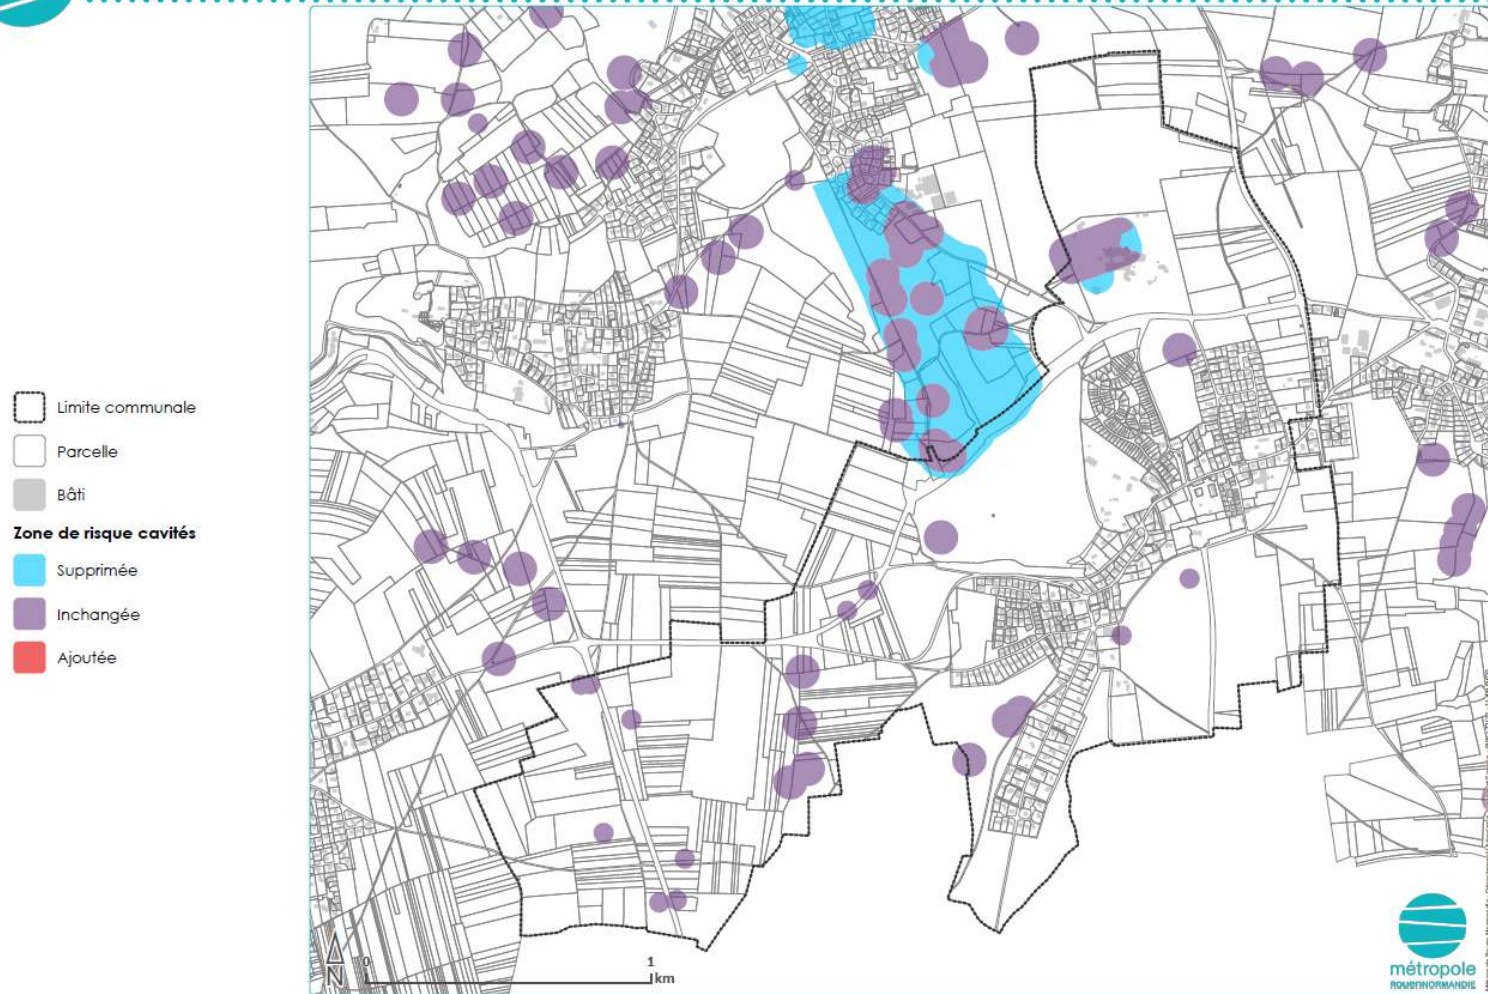 Limite communale
Parcelle
Bâti
Zone de risque cavités
Supprimée
Inchangée
Ajoutée
N
0
1
km
métropole
ROUENNORMANDIE